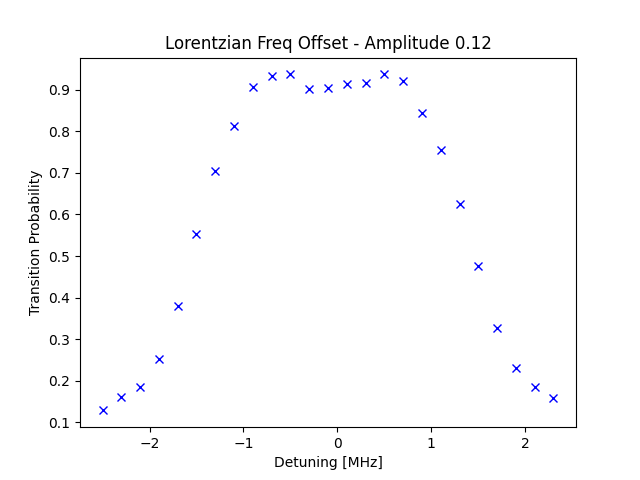 Lorentzian Freq Offset - Amplitude 0.12
Transition Probability
0.9
0.8
0.7
0.6
0.5
0.4
0.3
0.2
0.1
−2 −1 0 1 2
Detuning [MHz]